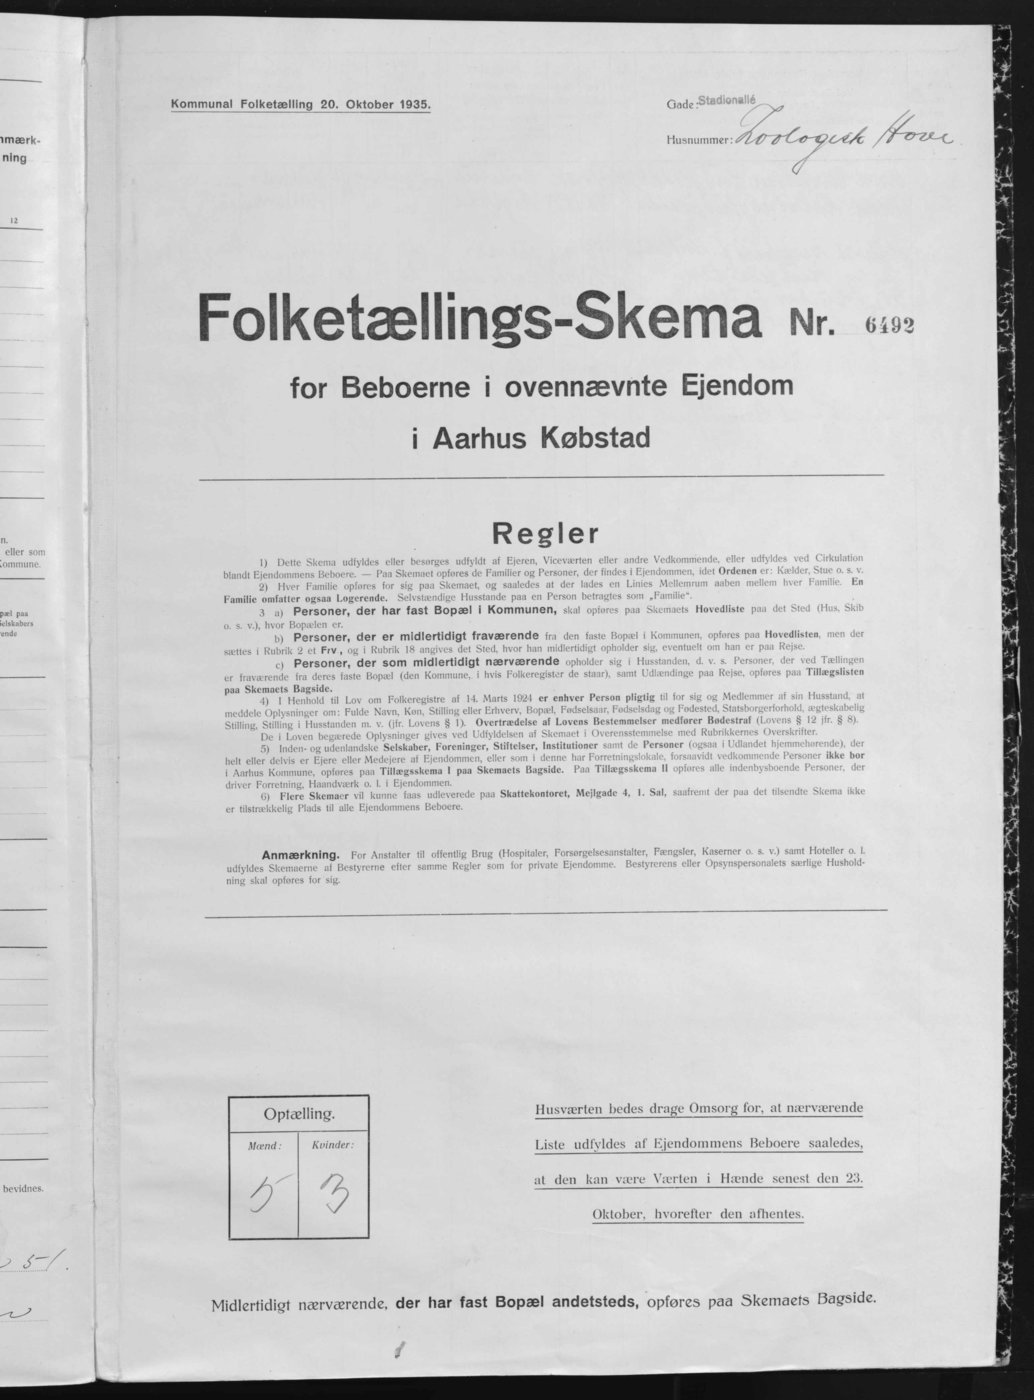 nmærk-
ning
12
n.
eller som
Kommune.
pæl paa
Selskabers
ende
bevidnes.
51.
Kommunal Folketælling 20. Oktober 1935.
Gade: Stadionallé
Husnummer: Zoologisk Have
Folketællings-Skema Nr. 6492
for Beboerne i ovennævnte Ejendom
i Aarhus Købstad
Regler
1) Dette Skema udfyldes eller besørges udfyldt af Ejeren, Viceværten eller andre Vedkommende, eller udfyldes ved Cirkulation
blandt Ejendommens Beboere. — Paa Skemaet opføres de Familier og Personer, der findes i Ejendommen, idet Ordenen er: Kælder, Stue o. s. v.
2) Hver Familie opføres for sig paa Skemaet, og saaledes at der lades en Linies Mellemrum aaben mellem hver Familie. En
Familie omfatter ogsaa Logerende. Selvstændige Husstande paa en Person betragtes som „Familie“.
3 a) Personer, der har fast Bopæl i Kommunen, skal opføres paa Skemaets Hovedliste paa det Sted (Hus, Skib
o. s. v.), hvor Bopælen er.
b) Personer, der er midlertidigt fraværende fra den faste Bopæl i Kommunen, opføres paa Hovedlisten, men der
sættes i Rubrik 2 et Frv., og i Rubrik 18 angives det Sted, hvor han midlertidigt opholder sig, eventuelt om han er paa Rejse.
c) Personer, der som midlertidigt nærværende opholder sig i Husstanden, d. v. s. Personer, der ved Tællingen
er fraværende fra deres faste Bopæl (den Kommune, i hvis Folkeregister de staar), samt Udlændinge paa Rejse, opføres paa Tillægslisten
paa Skemaets Bagside.
4) I Henhold til Lov om Folkeregistre af 14. Marts 1924 er enhver Person pligtig til for sig og Medlemmer af sin Husstand, at
meddele Oplysninger om: Fulde Navn, Køn, Stilling eller Erhverv, Bopæl, Fødselsaar, Fødselsdag og Fødested, Statsborgerforhold, ægteskabelig
Stilling, Stilling i Husstanden m. v. (jfr. Lovens § 1). Overtrædelse af Lovens Bestemmelser medfører Bødestraf (Lovens § 12 jfr. § 8).
De i Loven begærede Oplysninger gives ved Udfyldelsen af Skemaet i Overensstemmelse med Rubrikkernes Overskrifter.
5) Inden- og udenlandske Selskaber, Foreninger, Stiftelser, Institutioner samt de Personer (ogsaa i Udlandet hjemmehørende), der
helt eller delvis er Ejere eller Medejere af Ejendommen, eller som i denne har Forretningslokale, forsaavidt vedkommende Personer ikke bor
i Aarhus Kommune, opføres paa Tillægsskema I paa Skemaets Bagside. Paa Tillægsskema II opføres alle indenbysboende Personer, der
driver Forretning, Haandværk o. l. i Ejendommen.
6) Flere Skemaer vil kunne faas udleverede paa Skattekontoret, Mejlgade 4, 1. Sal, saafremt der paa det tilsendte Skema ikke
er tilstrækkelig Plads til alle Ejendommens Beboere.
Anmærkning. For Anstalter til offentlig Brug (Hospitaler, Forsørgelsesanstalter, Fængsler, Kaserner o. s. v.) samt Hoteller o. l.
udfyldes Skemaerne af Bestyrerne efter samme Regler som for private Ejendomme. Bestyrerens eller Opsynspersonalets særlige Hushold-
ning skal opføres for sig.
Optælling.
Mænd: Kvinder:
5 3
Husværten bedes drage Omsorg for, at nærværende
Liste udfyldes af Ejendommens Beboere saaledes,
at den kan være Værten i Hænde senest den 23.
Oktober, hvorefter den afhentes.
Midlertidigt nærværende, der har fast Bopæl andetsteds, opføres paa Skemaets Bagside.